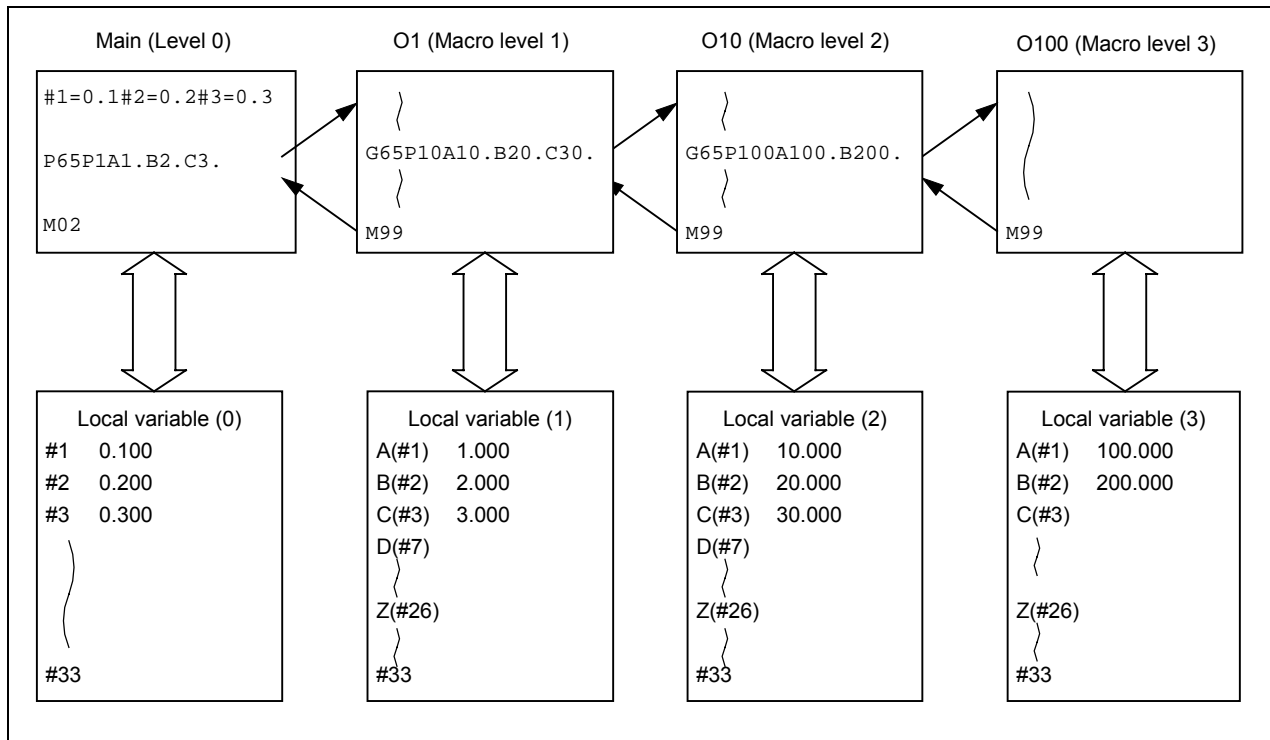 Main (Level 0)
#1=0.1#2=0.2#3=0.3
P65P1A1.B2.C3.
M02
O1 (Macro level 1)
G65P10A10.B20.C30.
M99
O10 (Macro level 2)
G65P100A100.B200.
M99
O100 (Macro level 3)
M99
Local variable (0)
#1 0.100
#2 0.200
#3 0.300
#33
Local variable (1)
A(#1) 1.000
B(#2) 2.000
C(#3) 3.000
D(#7)
Z(#26)
#33
Local variable (2)
A(#1) 10.000
B(#2) 20.000
C(#3) 30.000
D(#7)
Z(#26)
#33
Local variable (3)
A(#1) 100.000
B(#2) 200.000
C(#3)
Z(#26)
#33